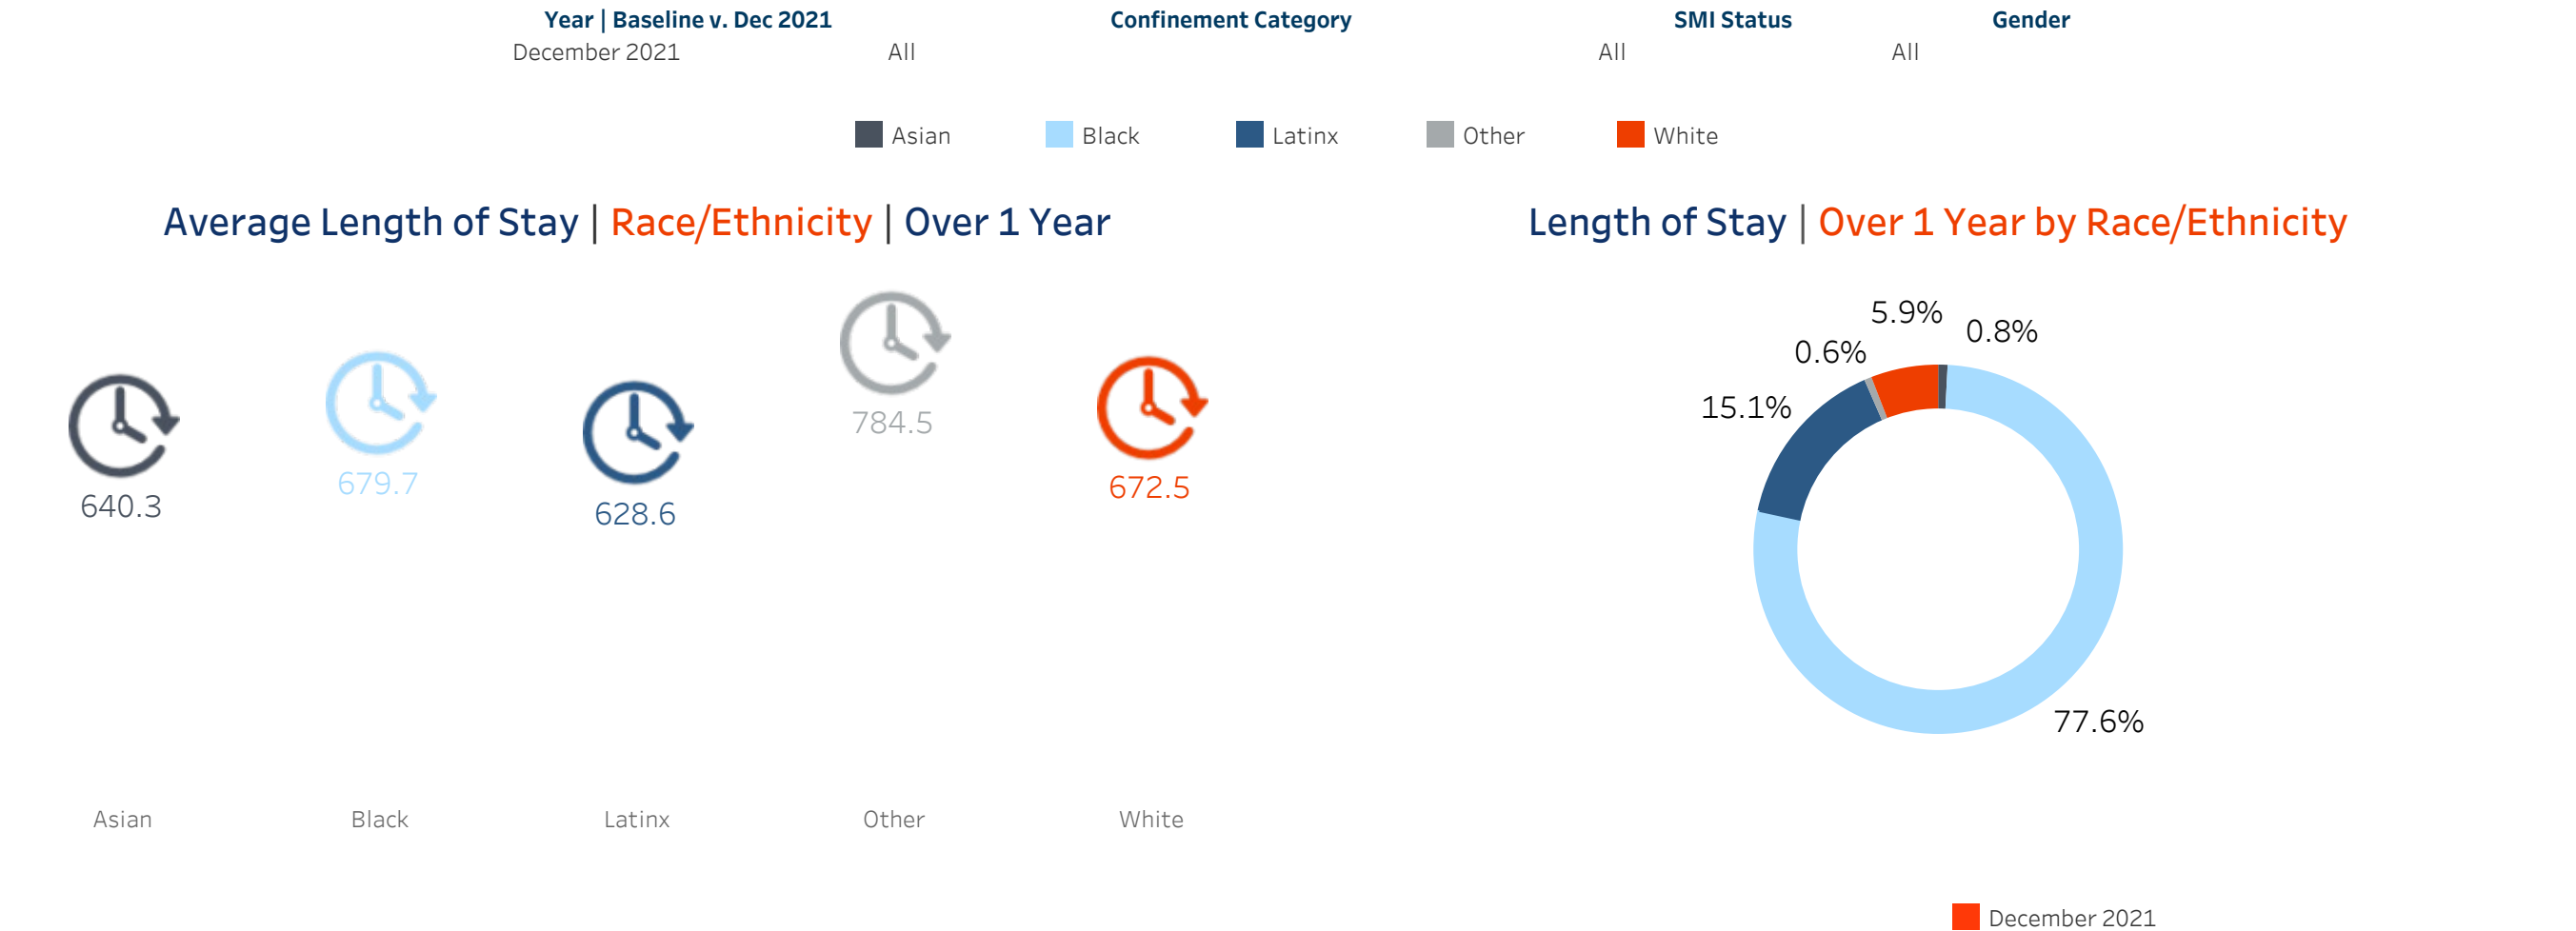 Year | Baseline v. Dec 2021
Confinement Category
SMI Status
Gender
December 2021
All
All
All
Asian
Black
Latinx
Other
White
Average Length of Stay | Race/Ethnicity | Over 1 Year
640.3
679.7
628.6
784.5
672.5
Asian
Black
Latinx
Other
White
Length of Stay | Over 1 Year by Race/Ethnicity
5.9%
0.8%
0.6%
15.1%
77.6%
December 2021